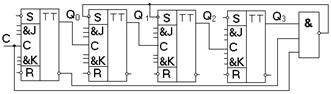 S TT Q₀ S TT Q₁ S TT Q₂ S TT Q₃
&J &J &J &J &
C C C C C
&K &K &K &K
R R R R